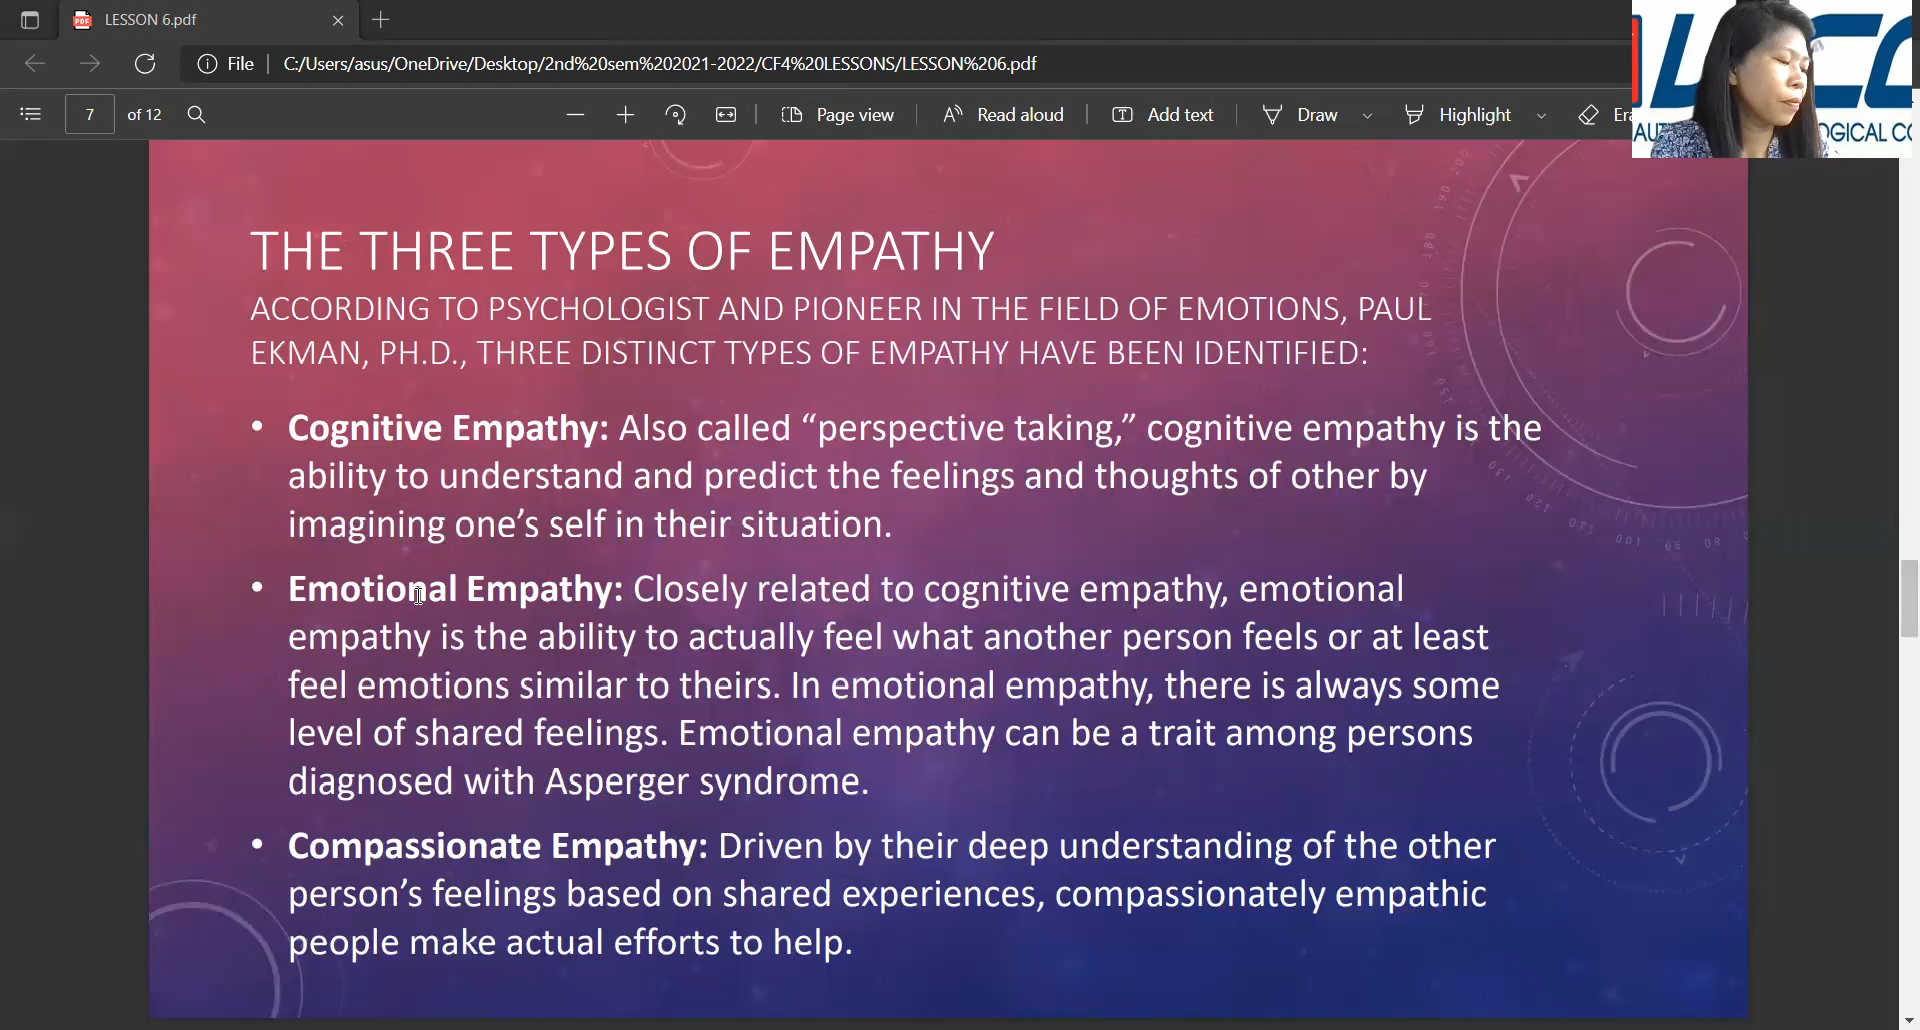 LESSON 6.pdf
File
C:/Users/asus/OneDrive/Desktop/2nd%20sem%202021-2022/CF4%20LESSONS/LESSON%206.pdf
7 of 12
Page view
Read aloud
Add text
Draw
Highlight
THE THREE TYPES OF EMPATHY
ACCORDING TO PSYCHOLOGIST AND PIONEER IN THE FIELD OF EMOTIONS, PAUL
EKMAN, PH.D., THREE DISTINCT TYPES OF EMPATHY HAVE BEEN IDENTIFIED:
• Cognitive Empathy: Also called “perspective taking,” cognitive empathy is the
ability to understand and predict the feelings and thoughts of other by
imagining one’s self in their situation.
• Emotional Empathy: Closely related to cognitive empathy, emotional
empathy is the ability to actually feel what another person feels or at least
feel emotions similar to theirs. In emotional empathy, there is always some
level of shared feelings. Emotional empathy can be a trait among persons
diagnosed with Asperger syndrome.
• Compassionate Empathy: Driven by their deep understanding of the other
person’s feelings based on shared experiences, compassionately empathic
people make actual efforts to help.